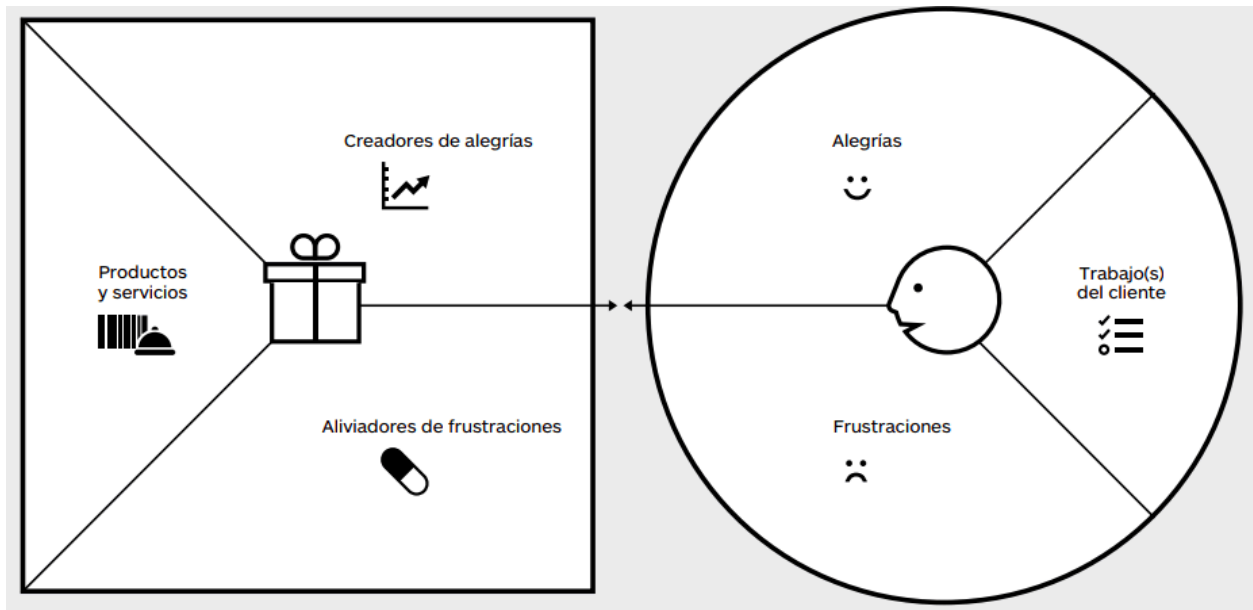 Creadores de alegrías
Productos
y servicios
Aliviadores de frustraciones
Alegrías
Trabajo(s)
del cliente
Frustraciones